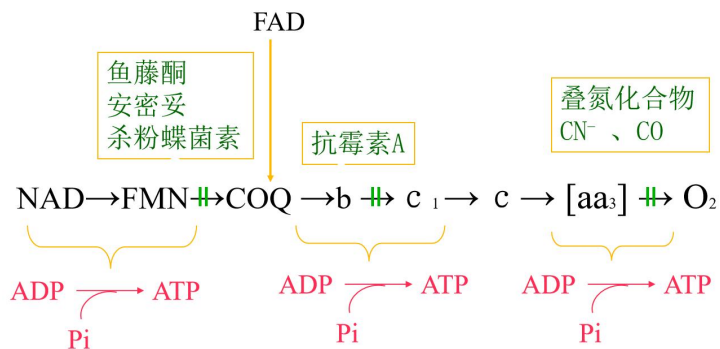 FAD
鱼藤酮
安密妥
杀粉蝶菌素
抗霉素A
叠氮化合物
CN⁻ 、CO
NAD→FMN→COQ→b→c₁→c→[aa₃]→O₂
ADP→ATP ADP→ATP ADP→ATP
Pi Pi Pi